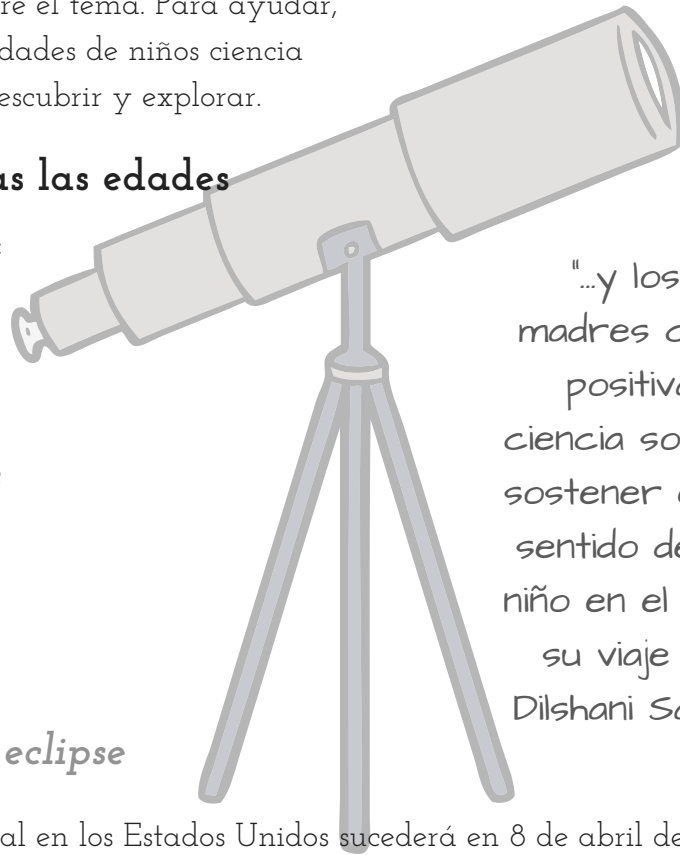 re el tema. Para ayudar,
dades de niños ciencia
escubrir y explorar.
as las edades
"...y los
madres
positiv
ciencia so
sostener
sentido de
niño en el
su viaje
Dilshani S
eclipse
al en los Estados Unidos sucederá en 8 de abril de